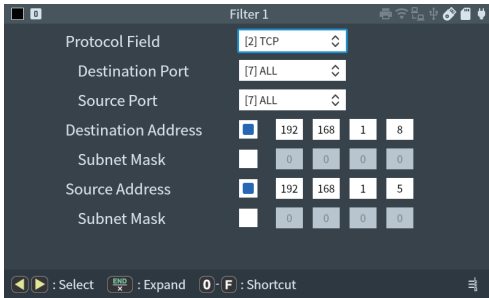 0 Filter 1
Protocol Field [2] TCP
Destination Port [7] ALL
Source Port [7] ALL
Destination Address 192 168 1 8
Subnet Mask 0 0 0 0
Source Address 192 168 1 5
Subnet Mask 0 0 0 0
: Select END X : Expand 0 - F : Shortcut